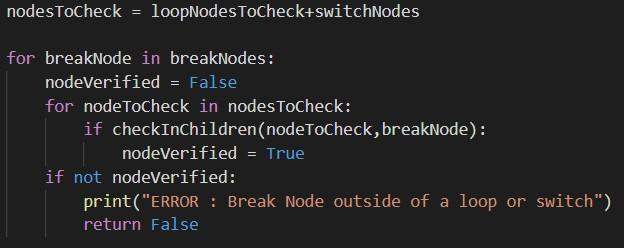 nodesToCheck = loopNodesToCheck+switchNodes
for breakNode in breakNodes:
    nodeVerified = False
    for nodeToCheck in nodesToCheck:
        if checkInChildren(nodeToCheck,breakNode):
            nodeVerified = True
    if not nodeVerified:
        print("ERROR : Break Node outside of a loop or switch")
        return False